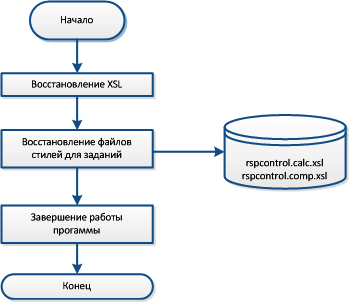 Начало
Восстановление XSL
Восстановление файлов
стилей для заданий
rspcontrol.calc.xsl
rspcontrol.comp.xsl
Завершение работы
прогаммы
Конец